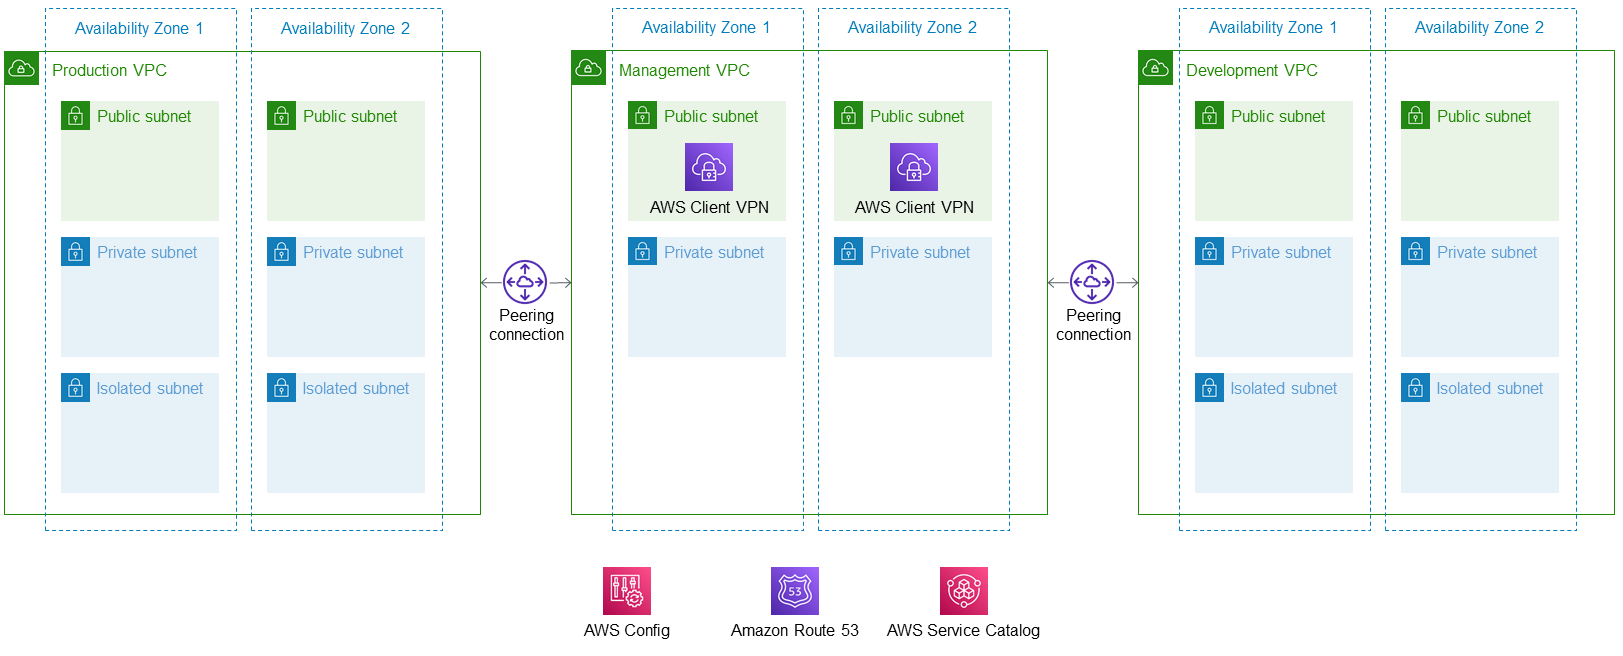 Availability Zone 1
Availability Zone 2
Production VPC
Public subnet
Public subnet
Private subnet
Private subnet
Isolated subnet
Isolated subnet
Peering
connection
Availability Zone 1
Availability Zone 2
Management VPC
Public subnet
Public subnet
AWS Client VPN
AWS Client VPN
Private subnet
Private subnet
Peering
connection
Availability Zone 1
Availability Zone 2
Development VPC
Public subnet
Public subnet
Private subnet
Private subnet
Isolated subnet
Isolated subnet
AWS Config
53
Amazon Route 53
AWS Service Catalog